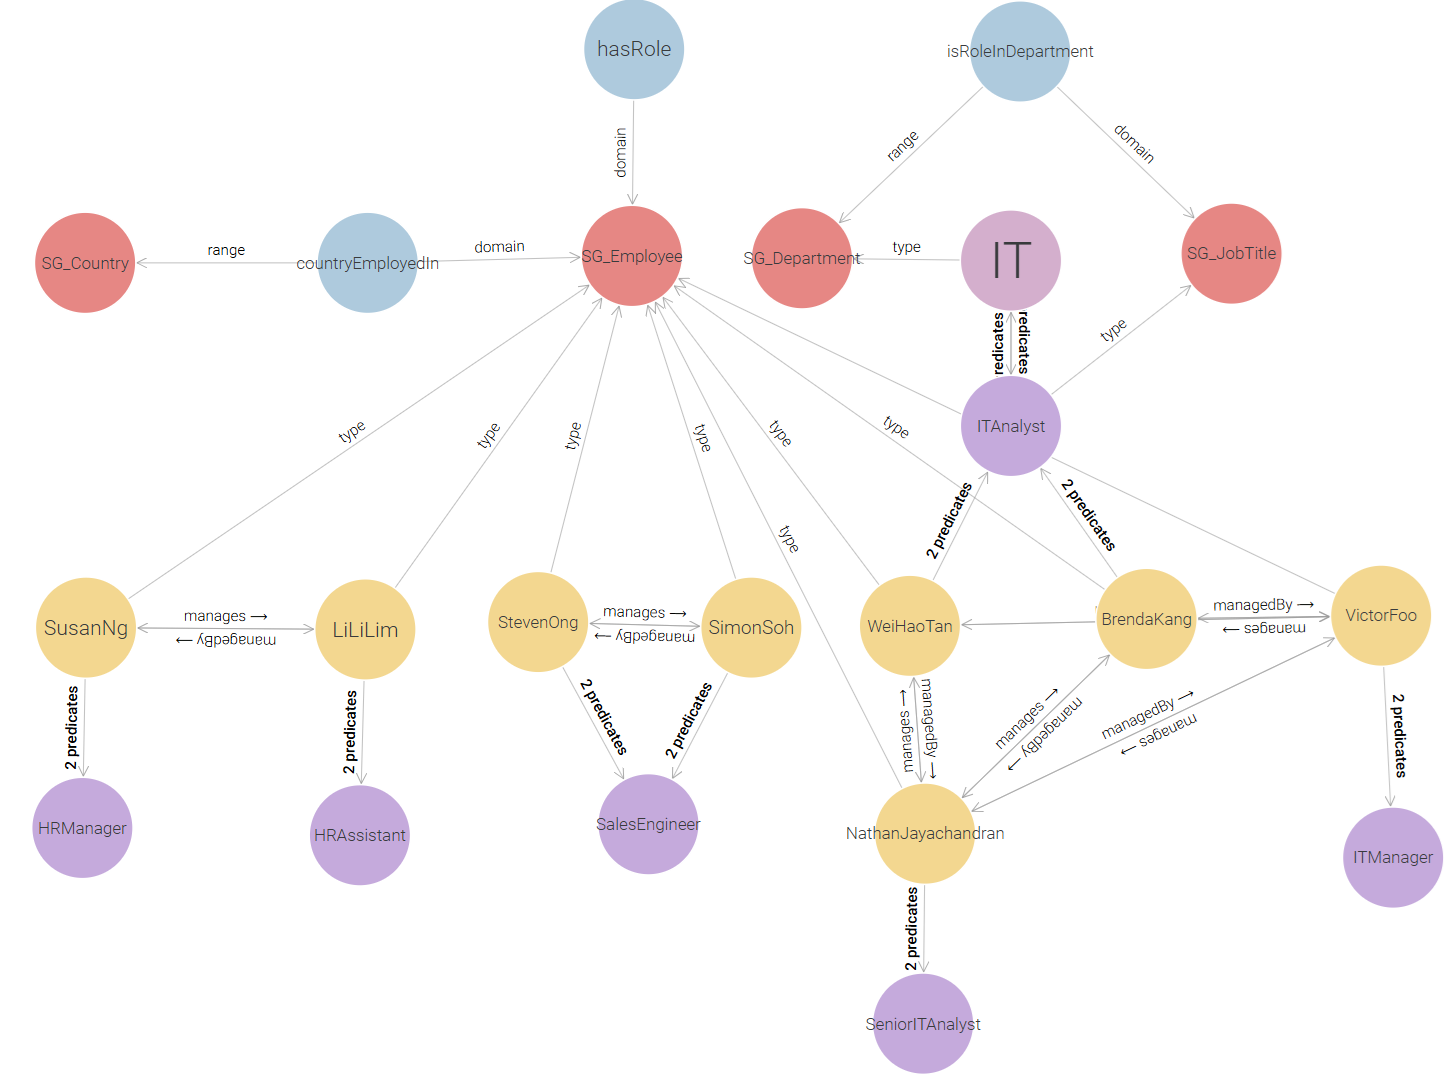 hasRole
isRoleInDepartment
domain
range
domain
SG_Country
range
countryEmployedIn
domain
SG_Employee
SG_Department
type
IT
SG_JobTitle
redicates
redicates
type
ITAnalyst
type
type
type
type
type
type
type
2 predicates
2 predicates
SusanNg
manages →
managedBy →
LiLiLim
StevenOng
manages →
managedBy →
SimonSoh
WeiHaoTan
BrendaKang
managedBy →
manages →
VictorFoo
2 predicates
2 predicates
2 predicates
2 predicates
manages →
managedBy →
manages →
managedBy →
managedBy →
manages →
2 predicates
HRManager
HRAssistant
SalesEngineer
NathanJayachandran
ITManager
2 predicates
SeniorITAnalyst